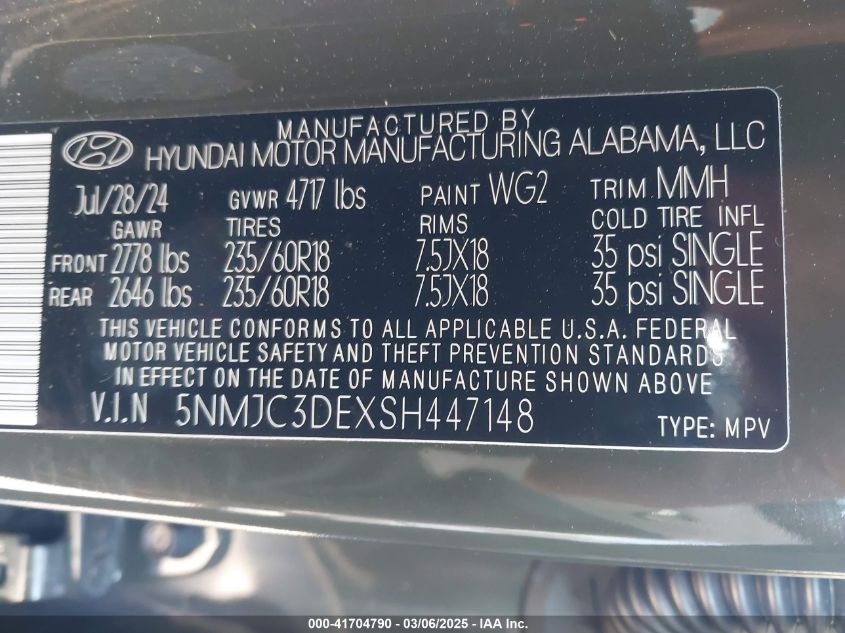 MANUFACTURED BY
HYUNDAI MOTOR MANUFACTURING ALABAMA, LLC
Jul/28/24 GVWR 4717 lbs PAINT WG2 TRIM MMH
GAWR TIRES RIMS COLD TIRE INFL
FRONT 2778 lbs 235/60R18 7.5JX18 35 psi SINGLE
REAR 2646 lbs 235/60R18 7.5JX18 35 psi SINGLE
THIS VEHICLE CONFORMS TO ALL APPLICABLE U.S.A. FEDERAL
MOTOR VEHICLE SAFETY AND THEFT PREVENTION STANDARDS
IN EFFECT ON THE DATE OF MANUFACTURE SHOWN ABOVE
V.I.N 5NMJC3DEXSH447148
TYPE: MPV
000-41704790 - 03/06/2025 - IAA Inc.